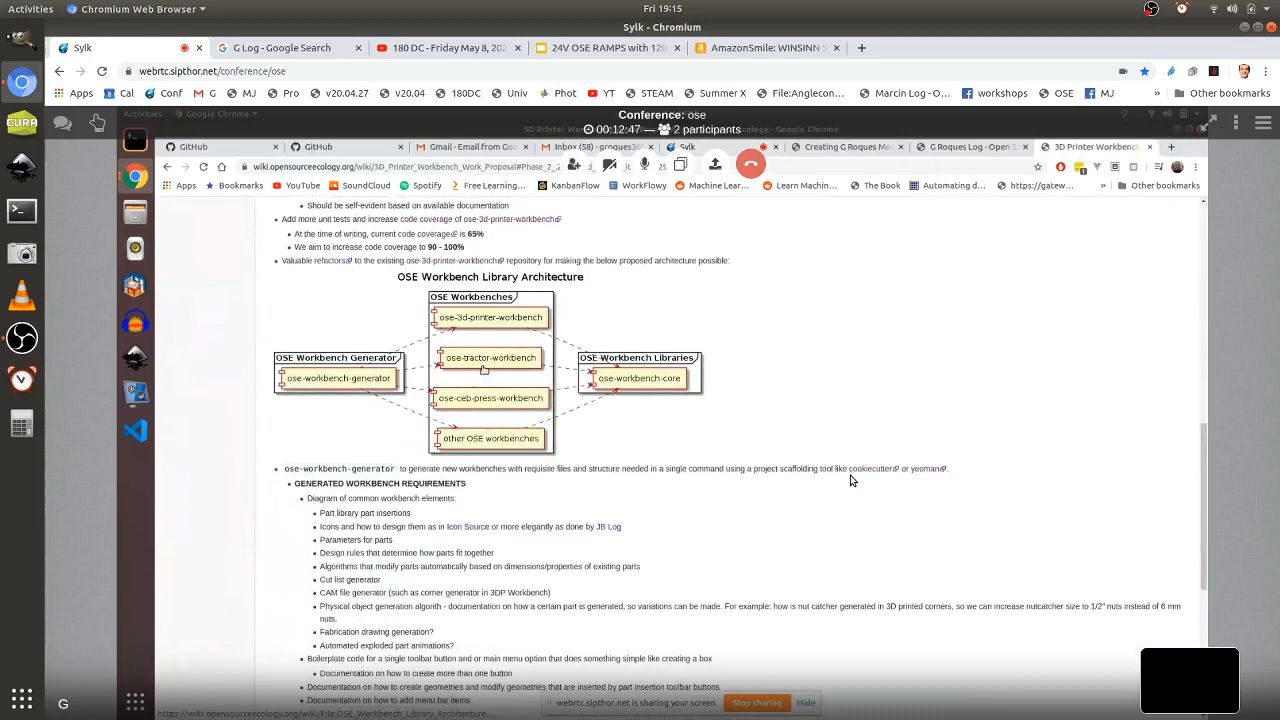 Activities Chromium Web Browser Fri 19:15
Sylk - Chromium
Sylk G Log - Google Search 180 DC - Friday May 8, 202 24V OSE RAMPS with 120 AmazonSmile: WINSINN 5
webrtc.sipthor.net/conference/ose
Apps Cal Conf G MJ Pro v20.04.27 v20.04 180DC Univ Phot YT STEAM Summer X File:Anglecon... Marcin Log - O... workshops OSE MJ » Other bookmarks
Conference: ose
00:12:47 — 2 participants
Activities Google Chrome
GitHub GitHub Gmail - Email from Goo Inbox (1) - groques36 Sylk Creating G Roques Me G Roques Log - Open S 3D Printer Workbench
wiki.opensourceecology.org/wiki/3D_Printer_Workbench_Work_Proposal#Phase_2_
Apps Bookmarks YouTube SoundCloud Spotify Free Learning... KanbanFlow WorkFlowy Machine Lear... Learn Machin... The Book Automating d... https://gatew... » Other bookmarks
Should be self-evident based on available documentation
Add more unit tests and increase code coverage of ose-3d-printer-workbench
At the time of writing, current code coverage is 65%
We aim to increase code coverage to 90 - 100%
Valuable refactors to the existing ose-3d-printer-workbench repository for making the below proposed architecture possible:
OSE Workbench Library Architecture
OSE Workbenches
ose-3d-printer-workbench
OSE Workbench Generator
ose-workbench-generator
ose-tractor-workbench
OSE Workbench Libraries
ose-workbench-core
ose-ceb-press-workbench
other OSE workbenches
ose-workbench-generator to generate new workbenches with requisite files and structure needed in a single command using a project scaffolding tool like cookiecutter or yeoman.
GENERATED WORKBENCH REQUIREMENTS
Diagram of common workbench elements:
Part library part insertions
Icons and how to design them as in Icon Source or more elegantly as done by JB Log
Parameters for parts
Design rules that determine how parts fit together
Algorithms that modify parts automatically based on dimensions/properties of existing parts
Cut list generator
CAM file generator (such as corner generator in 3DP Workbench)
Physical object generation algorith - documentation on how a certain part is generated, so variations can be made. For example: how is nut catcher generated in 3D printed corners, so we can increase nutcatcher size to 1/2" nuts instead of 6 mm
nuts.
Fabrication drawing generation?
Automated exploded part animations?
Boilerplate code for a single toolbar button and or main menu option that does something simple like creating a box
Documentation on how to create more than one button
Documentation on how to create geometries and modify geometries that are inserted by part insertion toolbar buttons
Documentation on how to add menu bar items
webrtc.sipthor.net is sharing your screen. Stop sharing Hide
https://wiki.opensourceecology.org/wiki/File:OSE_Workbench_Library_Architecture...
G